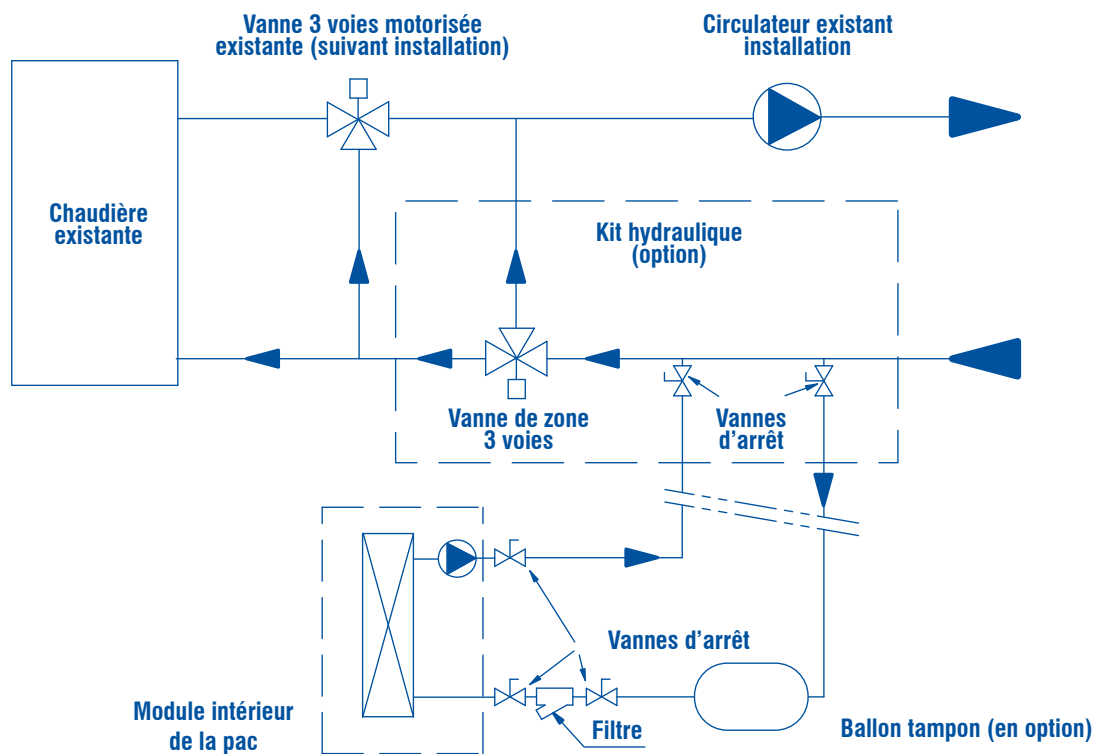 Vanne 3 voies motorisée
existante (suivant installation)
Circulateur existant
installation
Chaudière
existante
Kit hydraulique
(option)
Vanne de zone
3 voies
Vannes
d'arrêt
Vannes d'arrêt
Module intérieur
de la pac
Filtre
Ballon tampon (en option)